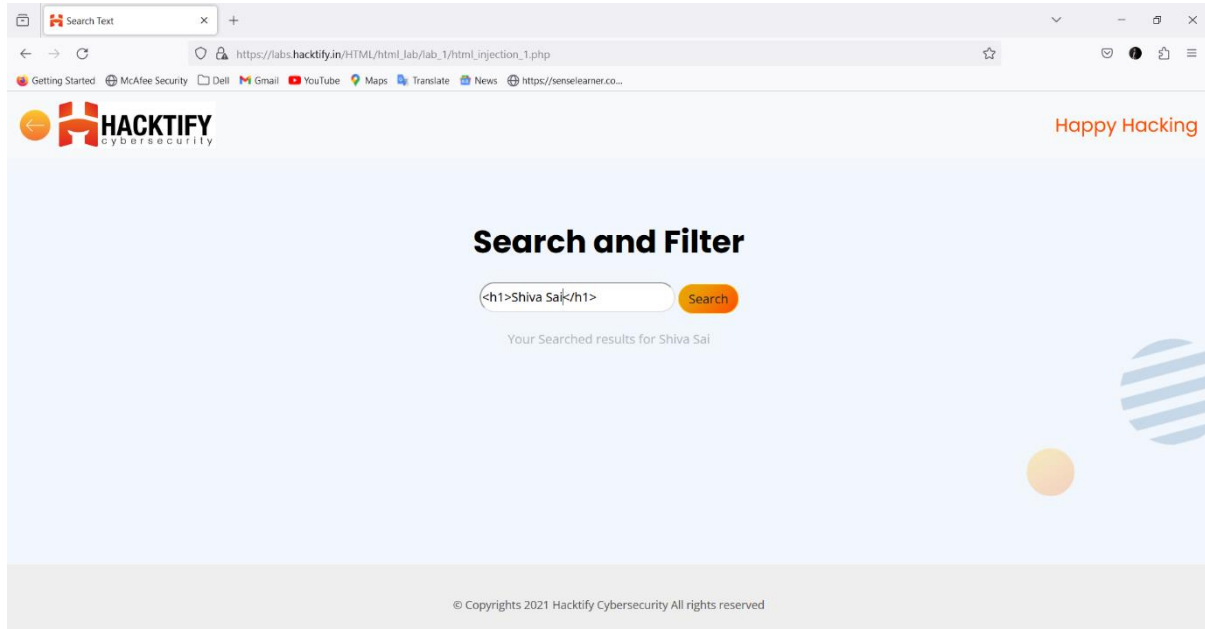 Search Text
https://labs.hacktify.in/HTML/html_lab/lab_1/html_injection_1.php
Getting Started McAfee Security Dell Gmail YouTube Maps Translate News https://senselearner.co...
HACKTIFY
cybersecurity
Happy Hacking
Search and Filter
<h1>Shiva Sai</h1>
Search
Your Searched results for Shiva Sai
© Copyrights 2021 Hacktify Cybersecurity All rights reserved